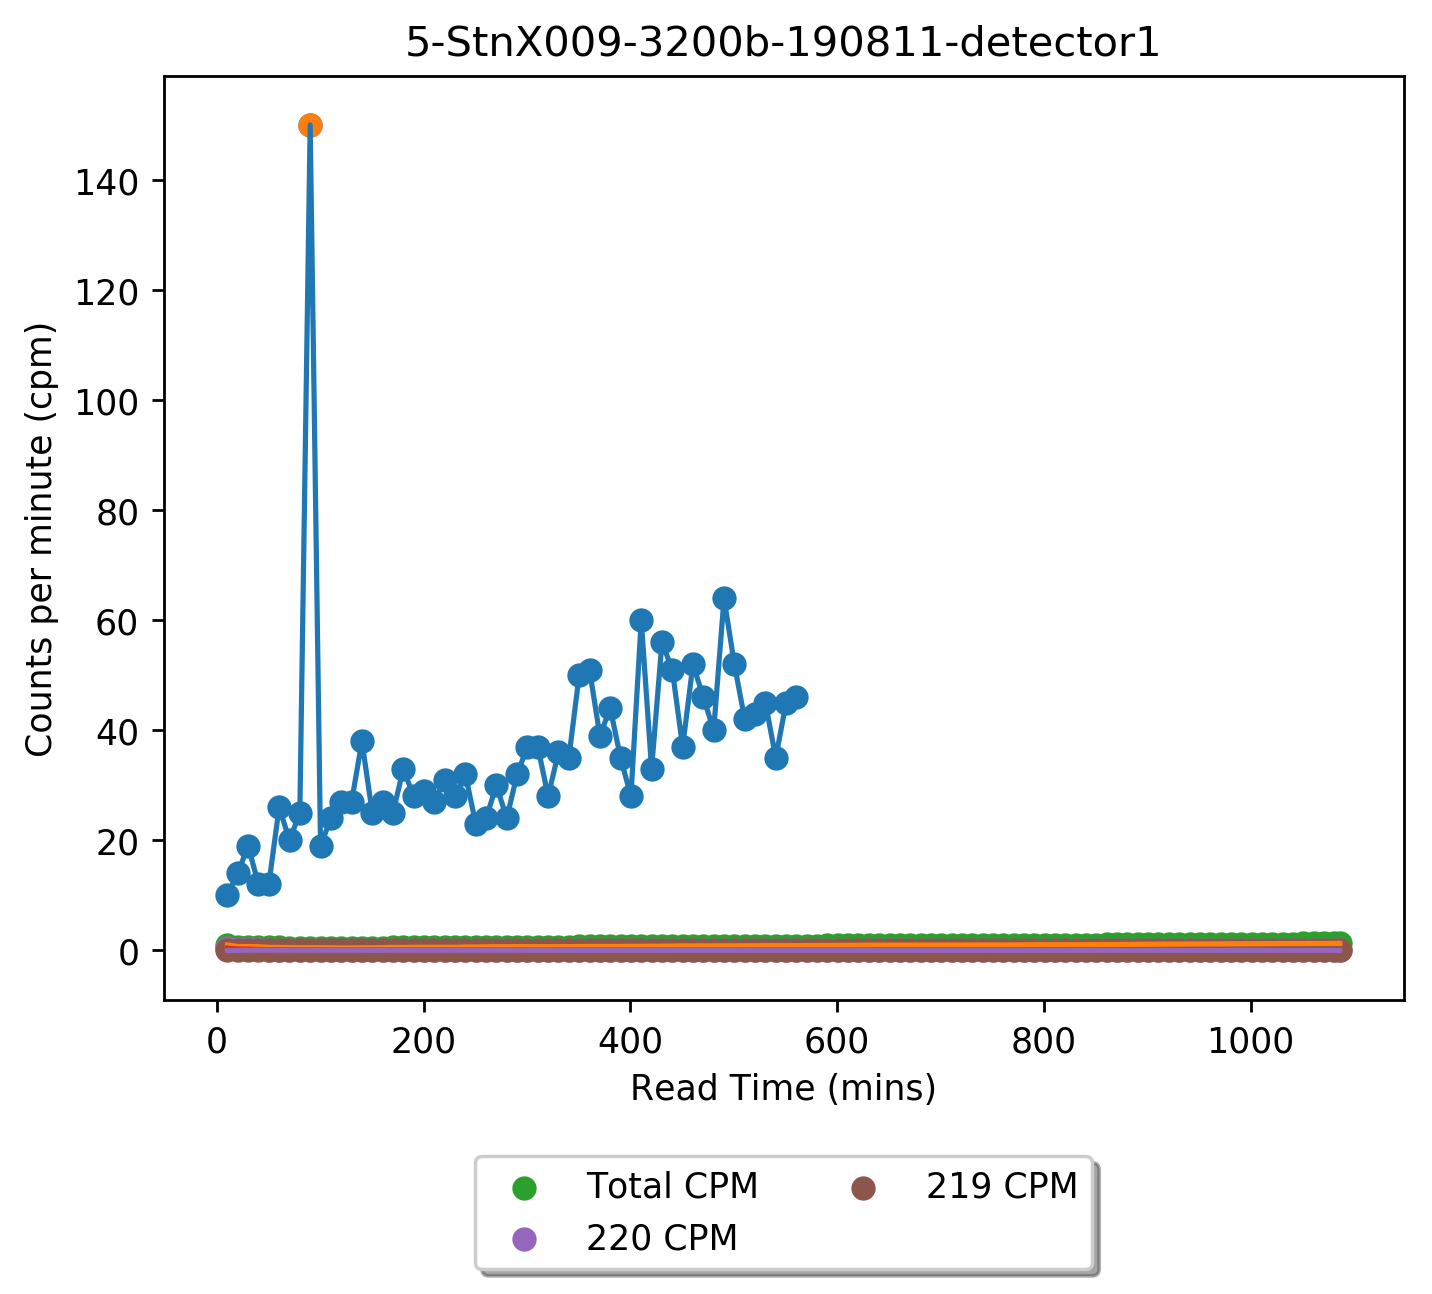 5-StnX009-3200b-190811-detector1
140
120
100
80
60
40
20
0
Counts per minute (cpm)
0 200 400 600 800 1000
Read Time (mins)
Total CPM 219 CPM
220 CPM